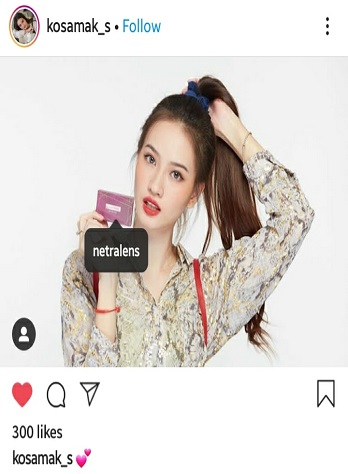 kosamak_s • Follow
netralens
300 likes
kosamak_s 💕